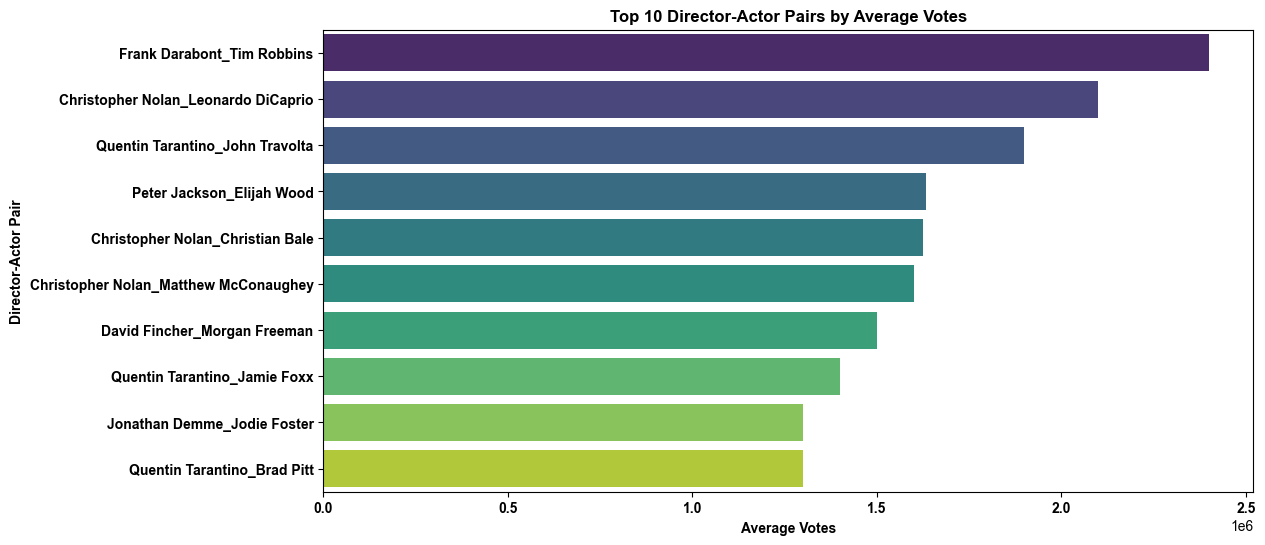 Top 10 Director-Actor Pairs by Average Votes
Director-Actor Pair
Frank Darabont_Tim Robbins
Christopher Nolan_Leonardo DiCaprio
Quentin Tarantino_John Travolta
Peter Jackson_Elijah Wood
Christopher Nolan_Christian Bale
Christopher Nolan_Matthew McConaughey
David Fincher_Morgan Freeman
Quentin Tarantino_Jamie Foxx
Jonathan Demme_Jodie Foster
Quentin Tarantino_Brad Pitt
0.0 0.5 1.0 1.5 2.0 2.5
1e6
Average Votes